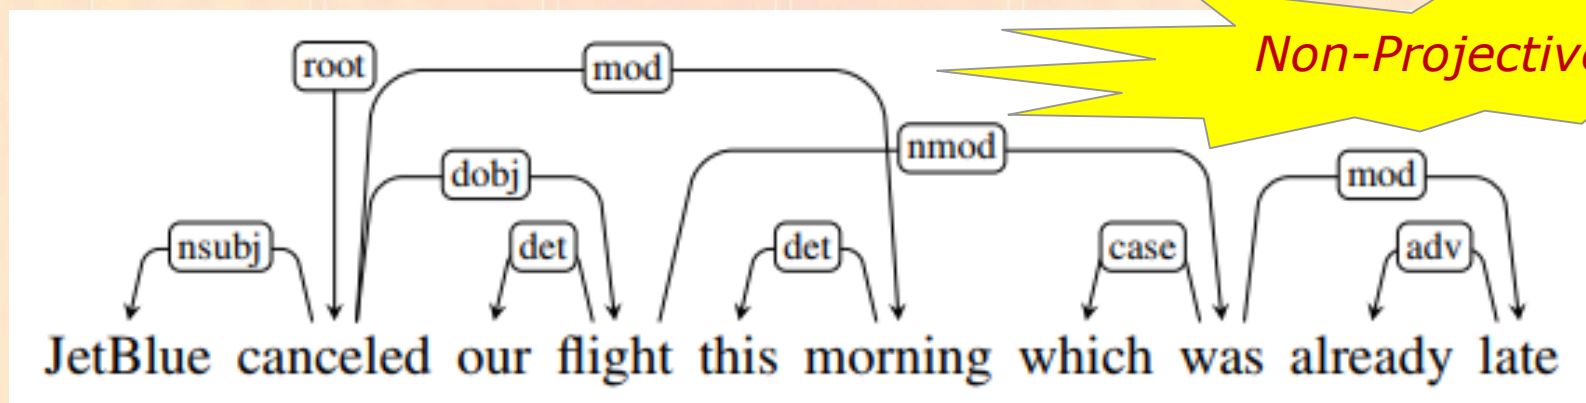 Non-Projective
root
mod
nmod
dobj
mod
nsubj
det
det
case
adv
JetBlue canceled our flight this morning which was already late